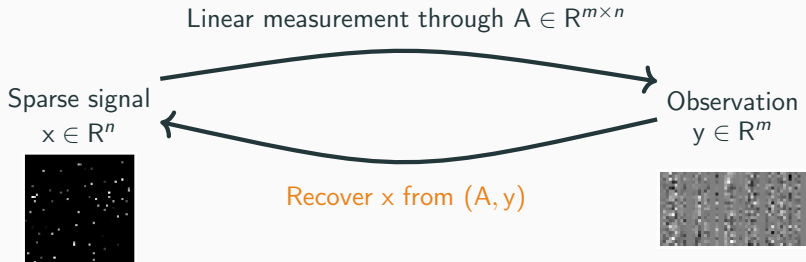 Linear measurement through A ∈ R^{m×n}
Sparse signal
x ∈ R^n
Observation
y ∈ R^m
Recover x from (A, y)